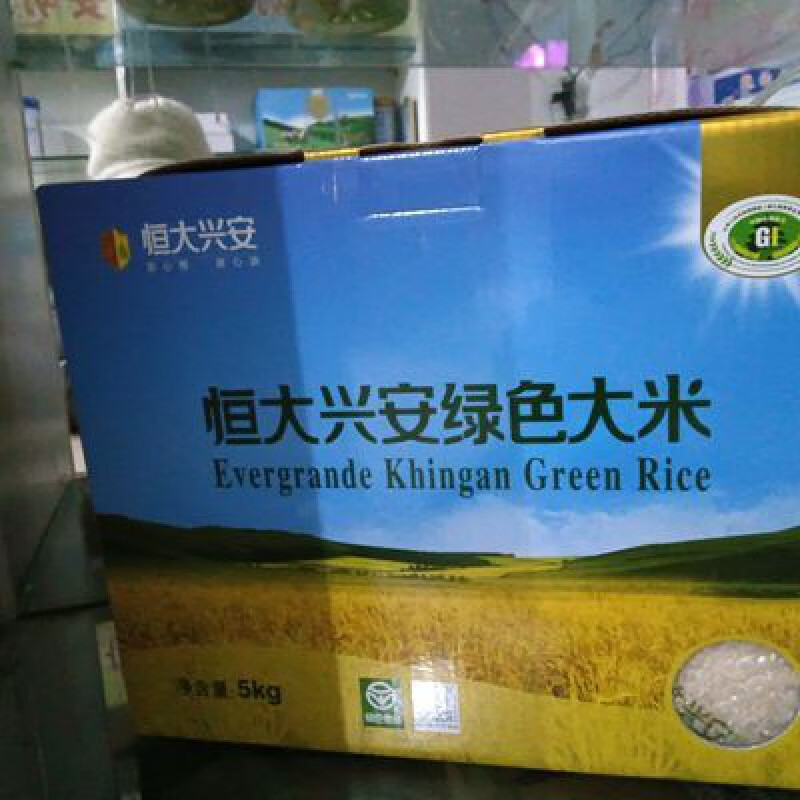 恒大兴安
GI
恒大兴安绿色大米
Evergrande Khingan Green Rice
净含量:5kg